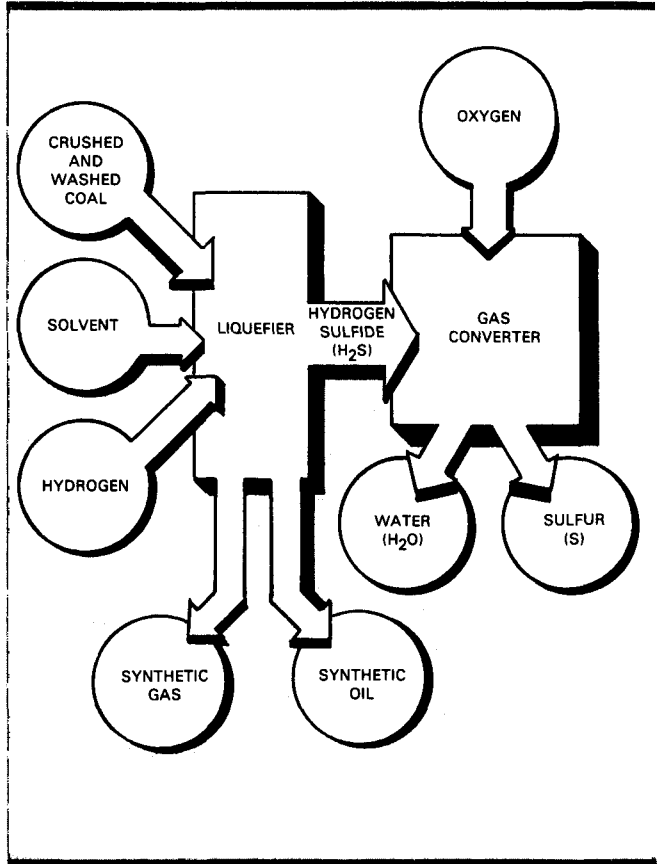 CRUSHED
AND
WASHED
COAL
OXYGEN
SOLVENT
LIQUEFIER
HYDROGEN
SULFIDE
(H₂S)
GAS
CONVERTER
HYDROGEN
WATER
(H₂O)
SULFUR
(S)
SYNTHETIC
GAS
SYNTHETIC
OIL